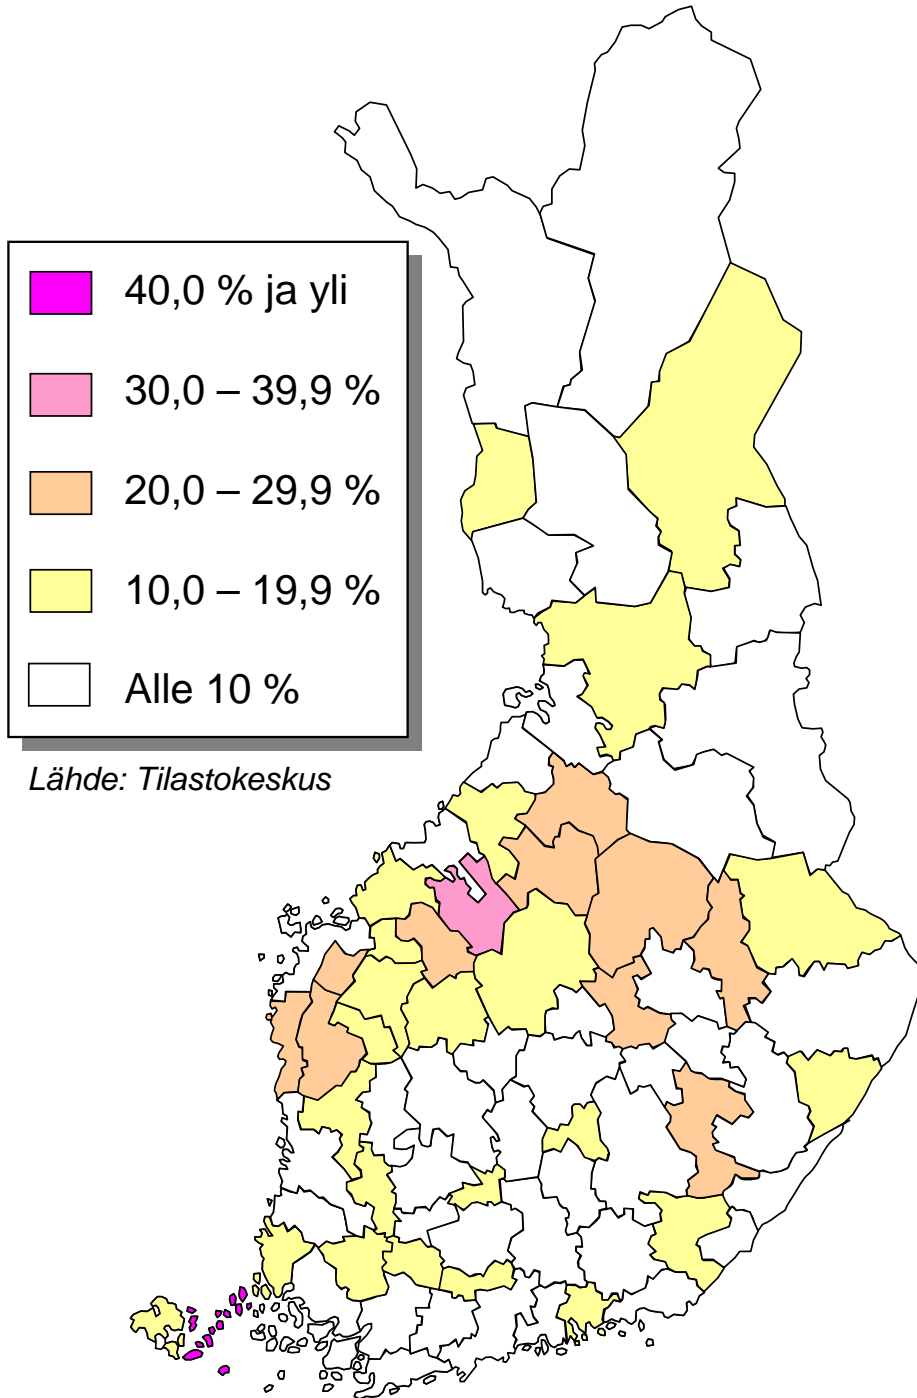 40,0 % ja yli
30,0 – 39,9 %
20,0 – 29,9 %
10,0 – 19,9 %
Alle 10 %
Lähde: Tilastokeskus